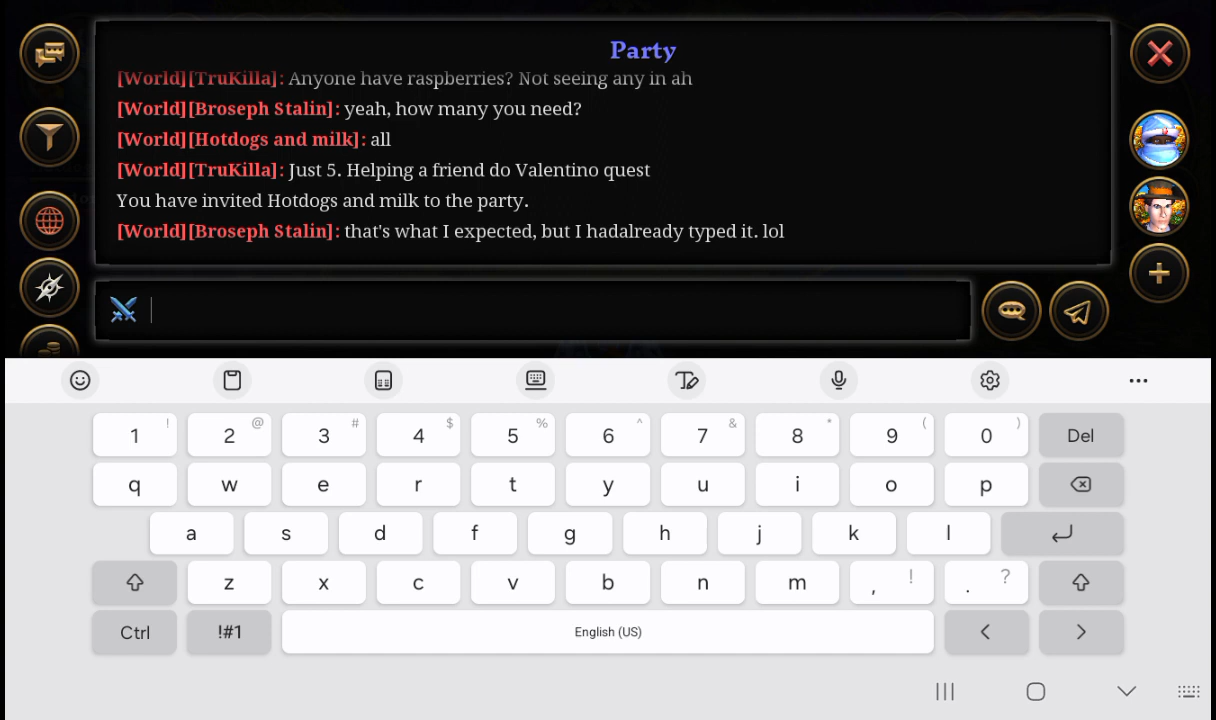 Party
[World][TruKilla]: Anyone have raspberries? Not seeing any in ah
[World][Broseph Stalin]: yeah, how many you need?
[World][Hotdogs and milk]: all
[World][TruKilla]: Just 5. Helping a friend do Valentino quest
You have invited Hotdogs and milk to the party.
[World][Broseph Stalin]: that's what I expected, but I hadalready typed it. lol
1 ! 2 @ 3 # 4 $ 5 % 6 ^ 7 & 8 * 9 ( 0 ) Del
q w e r t y u i o p
a s d f g h j k l
z x c v b n m , ! . ?
Ctrl !#1 English (US) < >